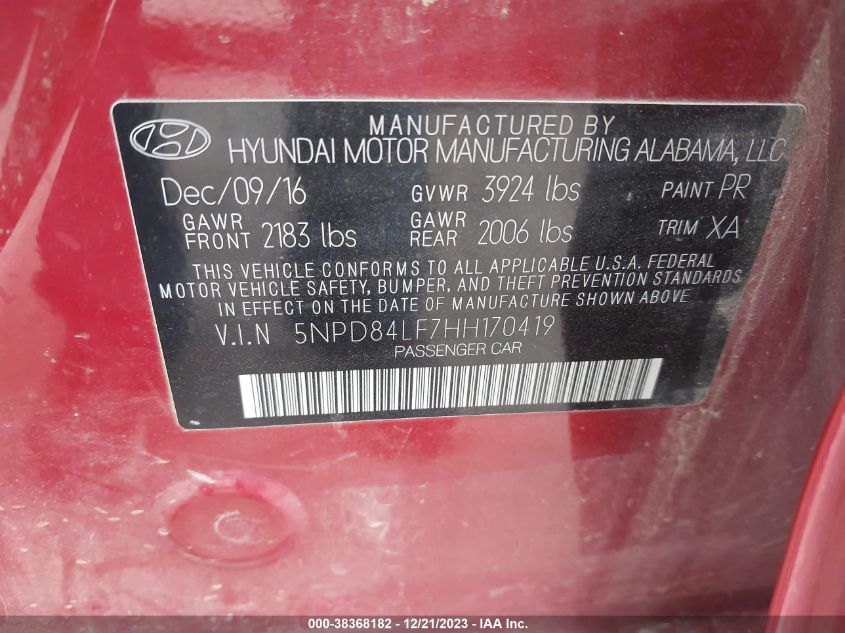 MANUFACTURED BY
HYUNDAI MOTOR MANUFACTURING ALABAMA, LLC
Dec/09/16 GVWR 3924 lbs PAINT PR
GAWR FRONT 2183 lbs GAWR REAR 2006 lbs TRIM XA
THIS VEHICLE CONFORMS TO ALL APPLICABLE U.S.A. FEDERAL
MOTOR VEHICLE SAFETY, BUMPER, AND THEFT PREVENTION STANDARDS
IN EFFECT ON THE DATE OF MANUFACTURE SHOWN ABOVE
V.I.N 5NPD84LF7HH170419
PASSENGER CAR
000-38368182 - 12/21/2023 - IAA Inc.